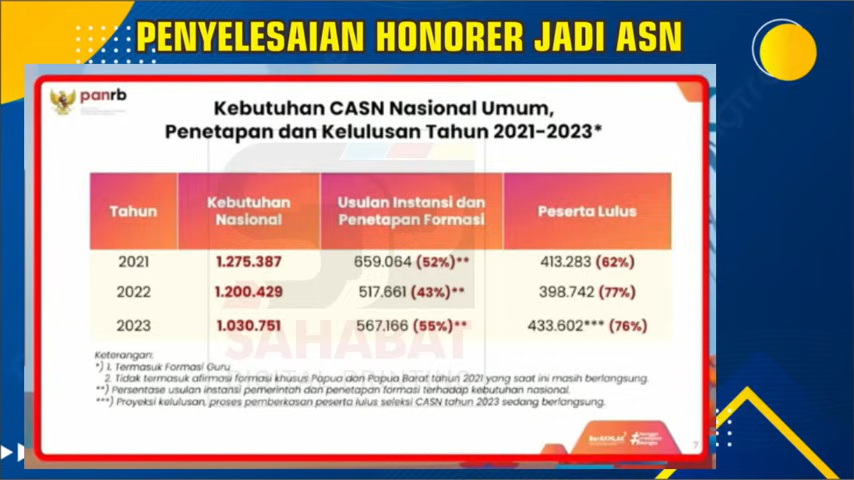 PENYELESAIAN HONORER JADI ASN
panrb
Kebutuhan CASN Nasional Umum,
Penetapan dan Kelulusan Tahun 2021-2023*
Tahun
Kebutuhan
Nasional
Usulan Instansi dan
Penetapan Formasi
Peserta Lulus
2021 1.275.387 659.064 (52%)** 413.283 (62%)
2022 1.200.429 517.661 (43%)** 398.742 (77%)
2023 1.030.751 567.166 (55%)** 433.602*** (76%)
SAHABAT
DIGITAL PRINTING
Keterangan:
*) 1. Termasuk Formasi Guru
2. Tidak termasuk afirmasi formasi khusus Papua dan Papua Barat tahun 2021 yang saat ini masih berlangsung.
**) Persentase usulan instansi pemerintah dan penetapan formasi terhadap kebutuhan nasional.
***) Proyeksi kelulusan, proses pemberkasan peserta lulus seleksi CASN tahun 2023 sedang berlangsung.
BerAKHLAK
7